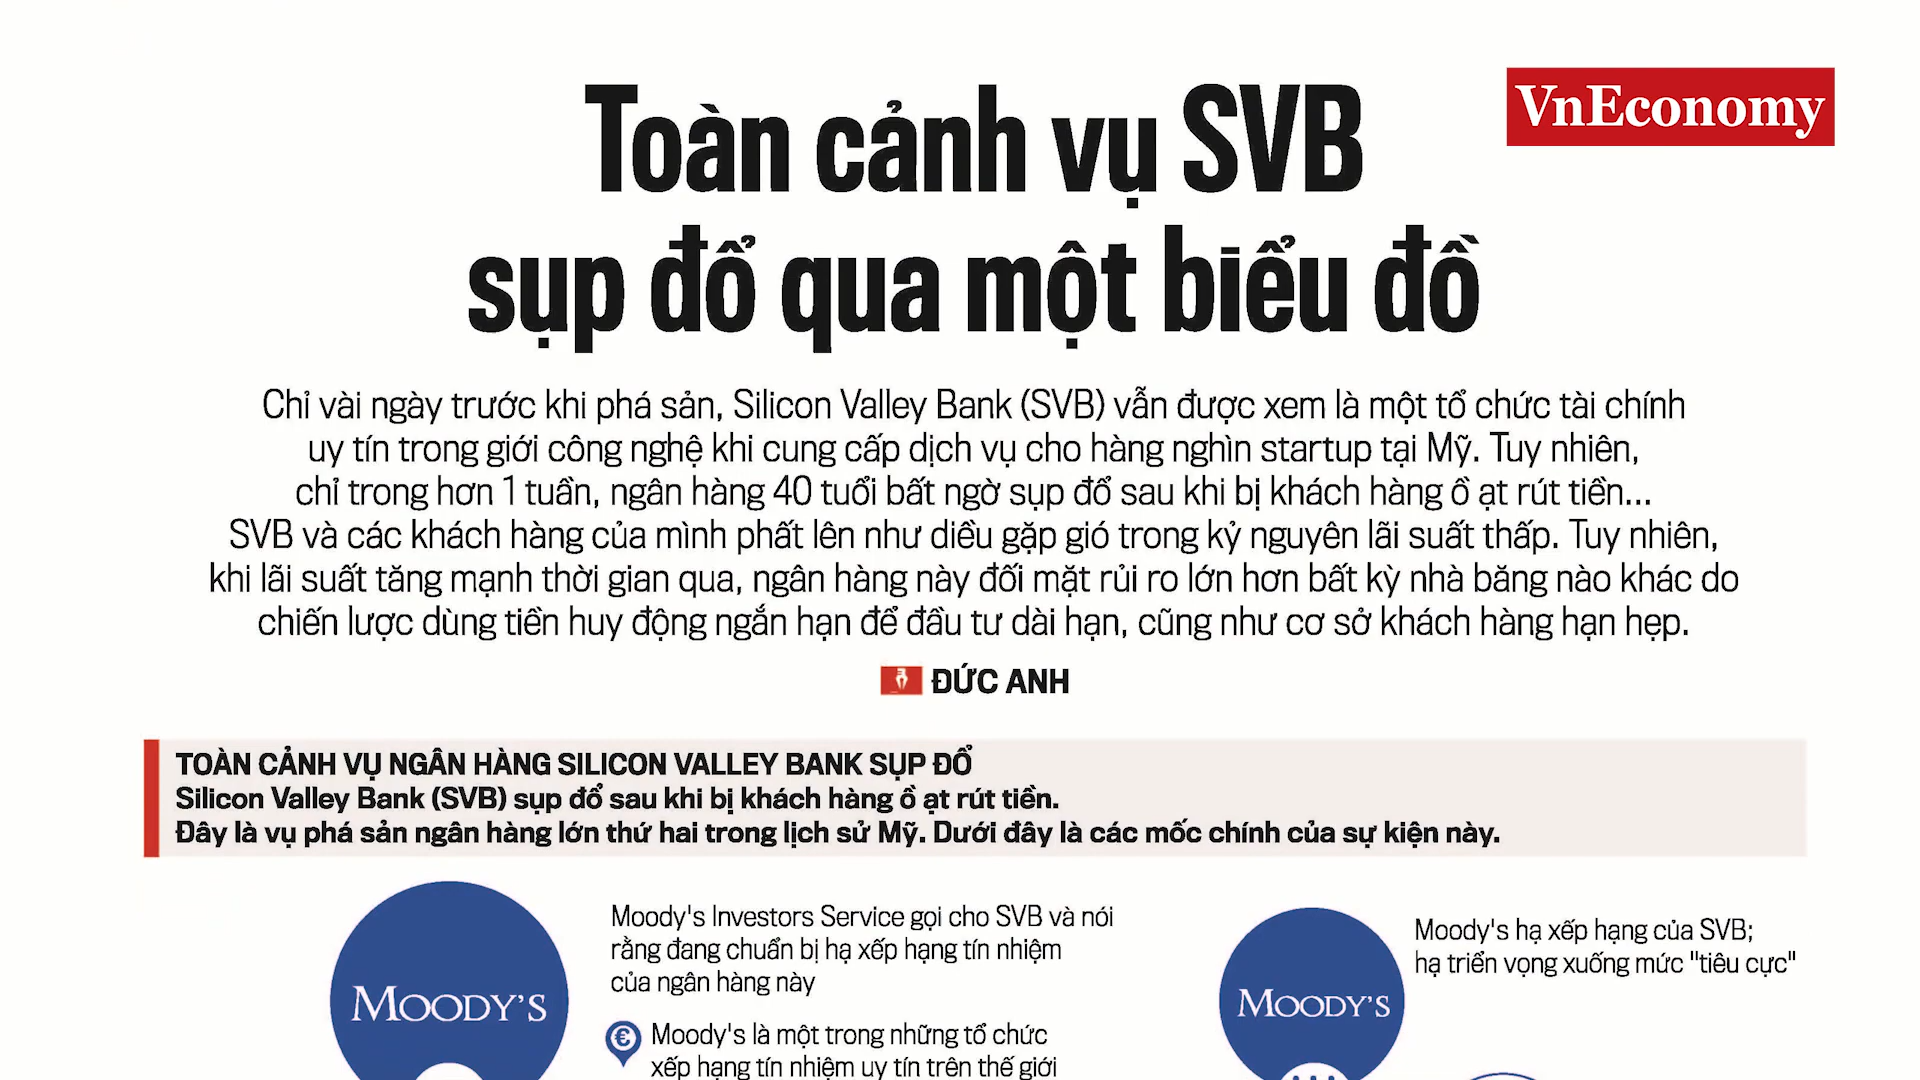 Toàn cảnh vụ SVB
sụp đổ qua một biểu đồ
VnEconomy
Chỉ vài ngày trước khi phá sản, Silicon Valley Bank (SVB) vẫn được xem là một tổ chức tài chính
uy tín trong giới công nghệ khi cung cấp dịch vụ cho hàng nghìn startup tại Mỹ. Tuy nhiên,
chỉ trong hơn 1 tuần, ngân hàng 40 tuổi bất ngờ sụp đổ sau khi bị khách hàng ồ ạt rút tiền...
SVB và các khách hàng của mình phất lên như diều gặp gió trong kỷ nguyên lãi suất thấp. Tuy nhiên,
khi lãi suất tăng mạnh thời gian qua, ngân hàng này đối mặt rủi ro lớn hơn bất kỳ nhà băng nào khác do
chiến lược dùng tiền huy động ngắn hạn để đầu tư dài hạn, cũng như cơ sở khách hàng hạn hẹp.
ĐỨC ANH
TOÀN CẢNH VỤ NGÂN HÀNG SILICON VALLEY BANK SỤP ĐỔ
Silicon Valley Bank (SVB) sụp đổ sau khi bị khách hàng ồ ạt rút tiền.
Đây là vụ phá sản ngân hàng lớn thứ hai trong lịch sử Mỹ. Dưới đây là các mốc chính của sự kiện này.
MOODY'S
Moody's Investors Service gọi cho SVB và nói
rằng đang chuẩn bị hạ xếp hạng tín nhiệm
của ngân hàng này
Moody's là một trong những tổ chức
xếp hạng tín nhiệm uy tín trên thế giới
MOODY'S
Moody's hạ xếp hạng của SVB;
hạ triển vọng xuống mức "tiêu cực"